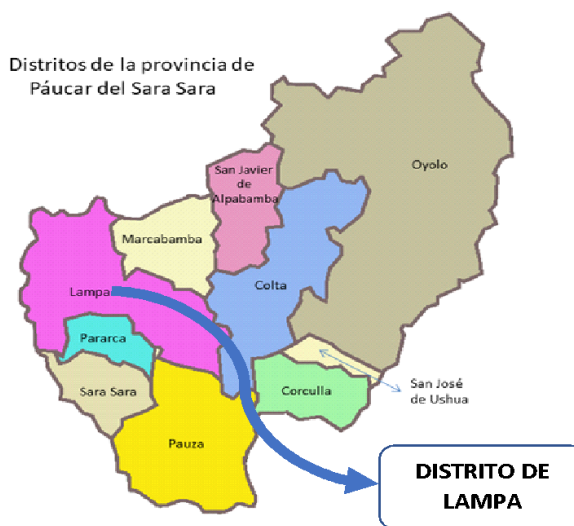 Distritos de la provincia de
Páucar del Sara Sara
Oyolo
San Javier
de
Alpabamba
Marcabamba
Lampa
Colta
Pararca
Sara Sara
Corculla
San José
de Ushua
Pauza
DISTRITO DE
LAMPA